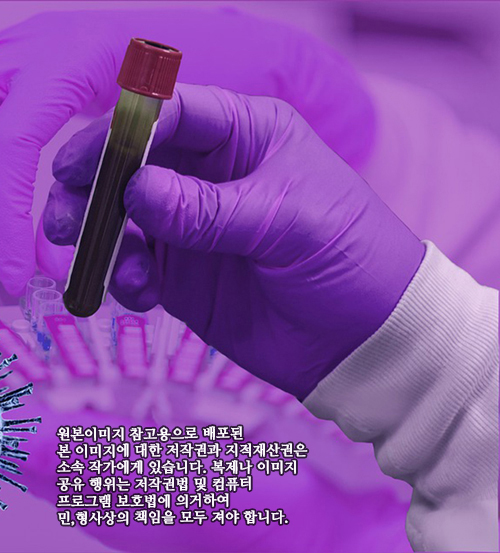 원본이미지 참고용으로 배포된
본 이미지에 대한 저작권과 지적재산권은
소속 작가에게 있습니다. 복제나 이미지
공유 행위는 저작권법 및 컴퓨터
프로그램 보호법에 의거하여
민,형사상의 책임을 모두 져야 합니다.